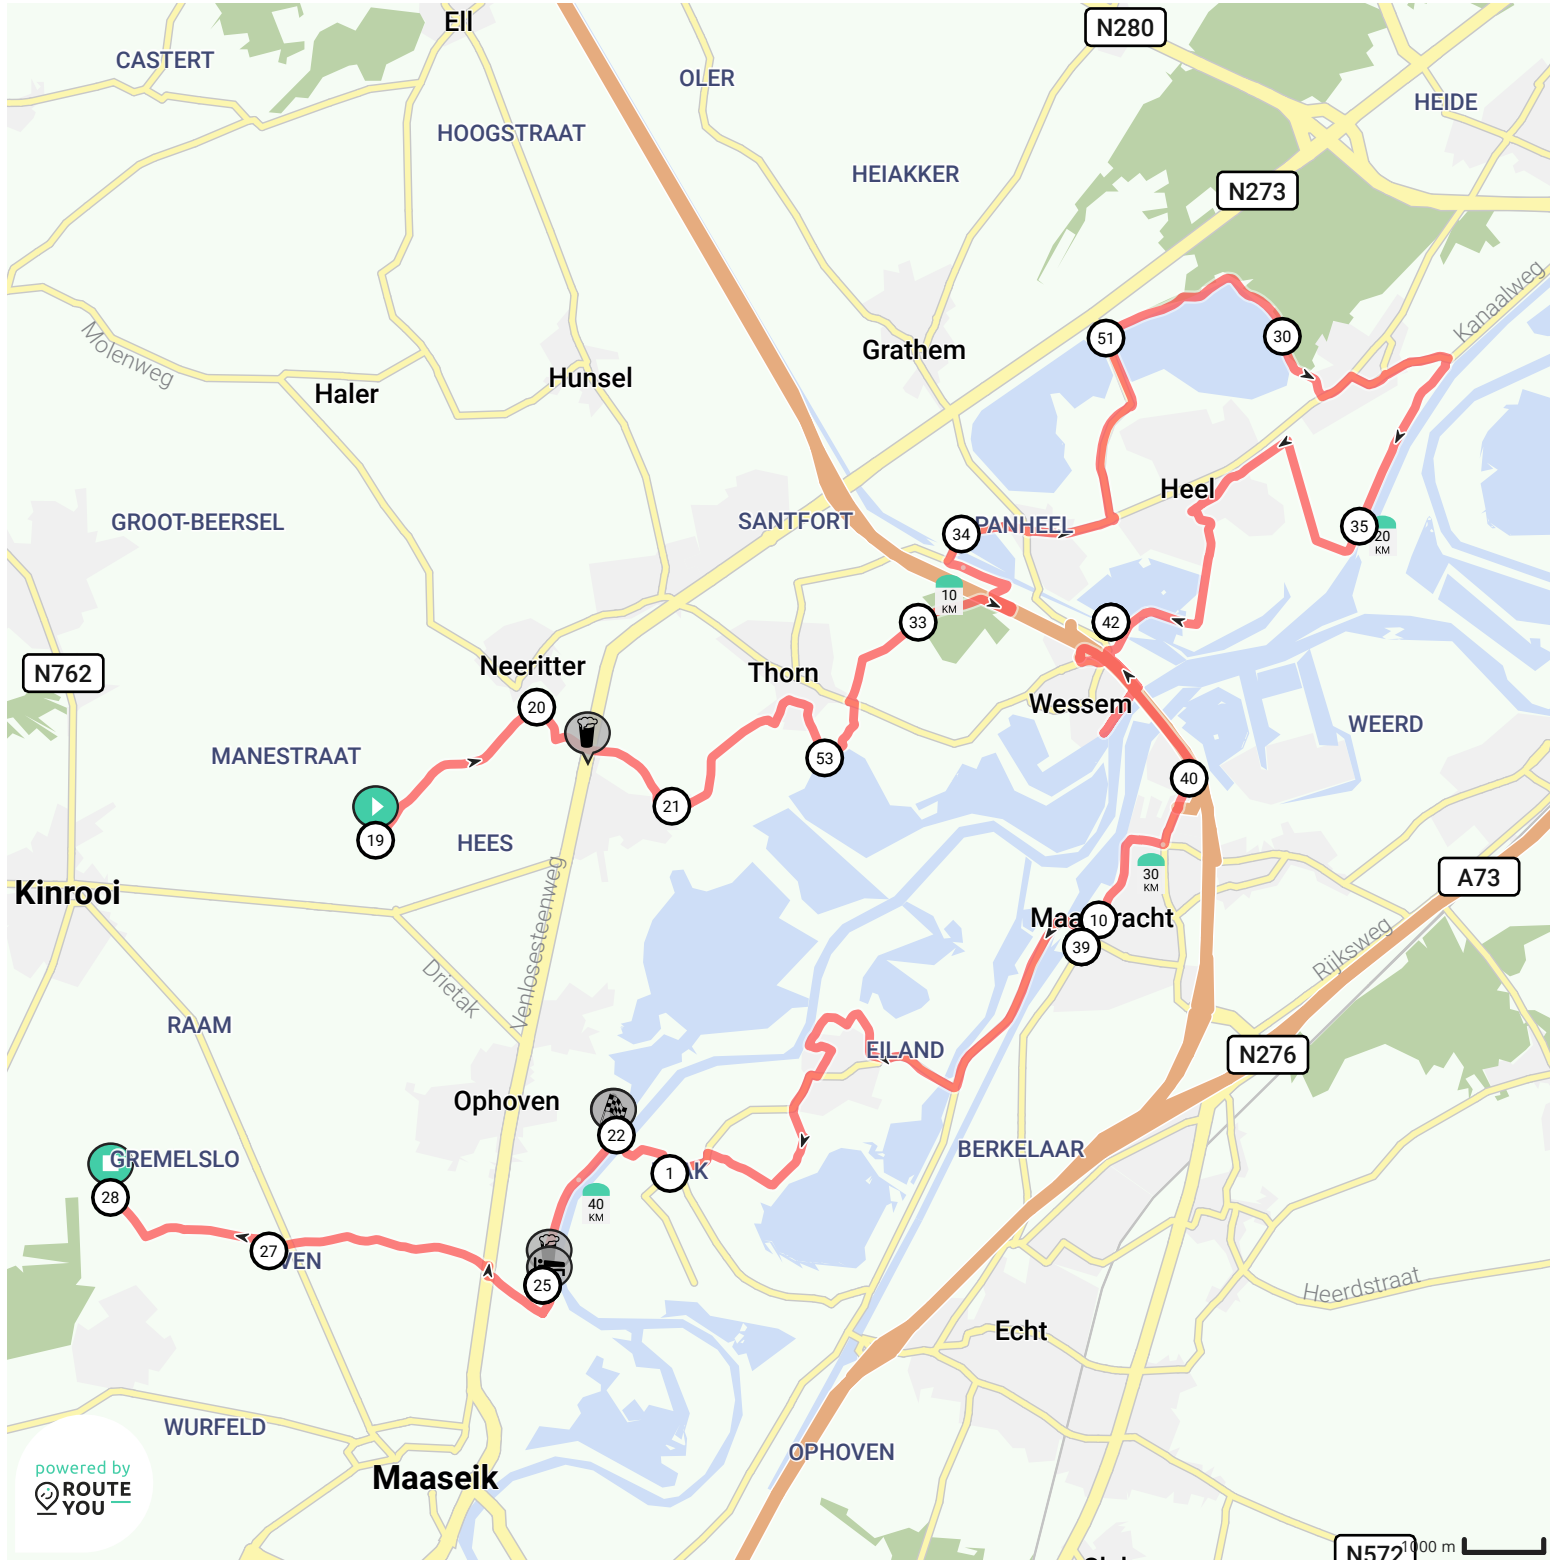 Ell
N280
CASTERT
OLER
HEIDE
HOOGSTRAAT
HEIAKKER
N273
Kanaalweg
Molenweg
51
30
Grathem
Hunsel
Haler
Heel
GROOT-BEERSEL
SANTFORT
PANHEEL
34
35
20
KM
10
KM
33
42
Neeritter
N762
Thorn
20
Wessem
WEERD
MANESTRAAT
53
40
21
19
HEES
30
KM
A73
Kinrooi
Venlosesteenweg
10
39
Rijksweg
Drietak
RAAM
EILAND
N276
Ophoven
22
BERKELAAR
GREMELSLO
1
28
40
KM
27
25
Heerdstraat
Echt
WURFELD
OPHOVEN
powered by
ROUTE
YOU
Maaseik
N572
1000 m